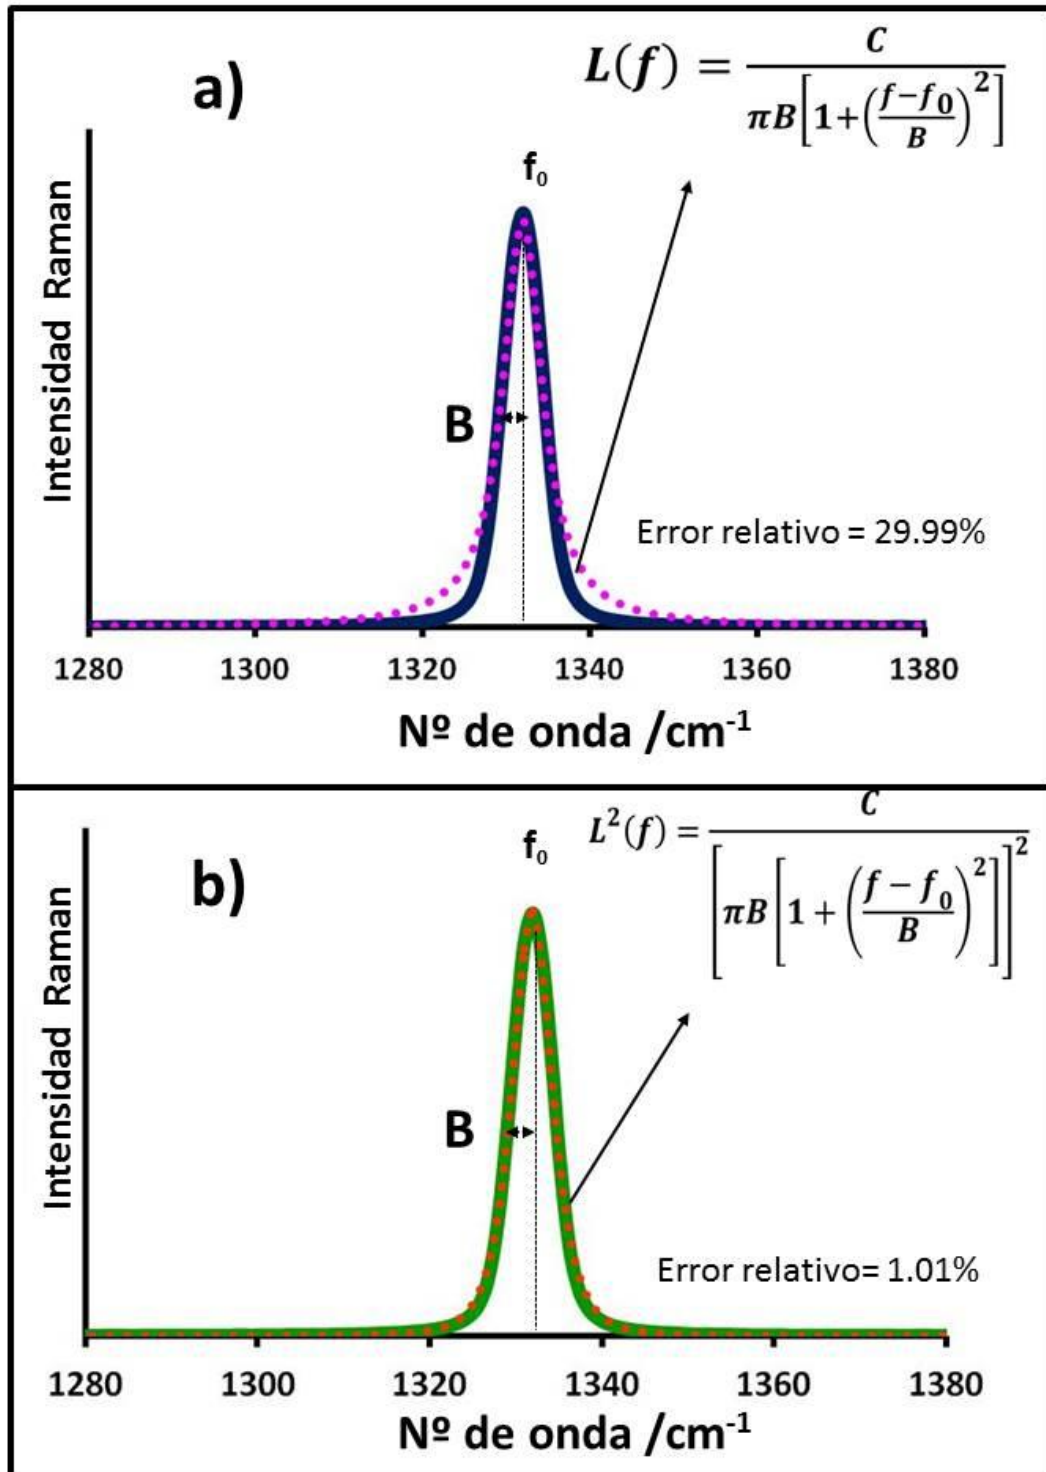 a)
L(f) = C / πB[1+((f−f₀)/B)²]
f₀
Intensidad Raman
B
Error relativo = 29.99%
1280 1300 1320 1340 1360 1380
Nº de onda /cm⁻¹
b)
L²(f) = C / [πB[1 + ((f − f₀)/B)²]]²
f₀
Intensidad Raman
B
Error relativo= 1.01%
1280 1300 1320 1340 1360 1380
Nº de onda /cm⁻¹